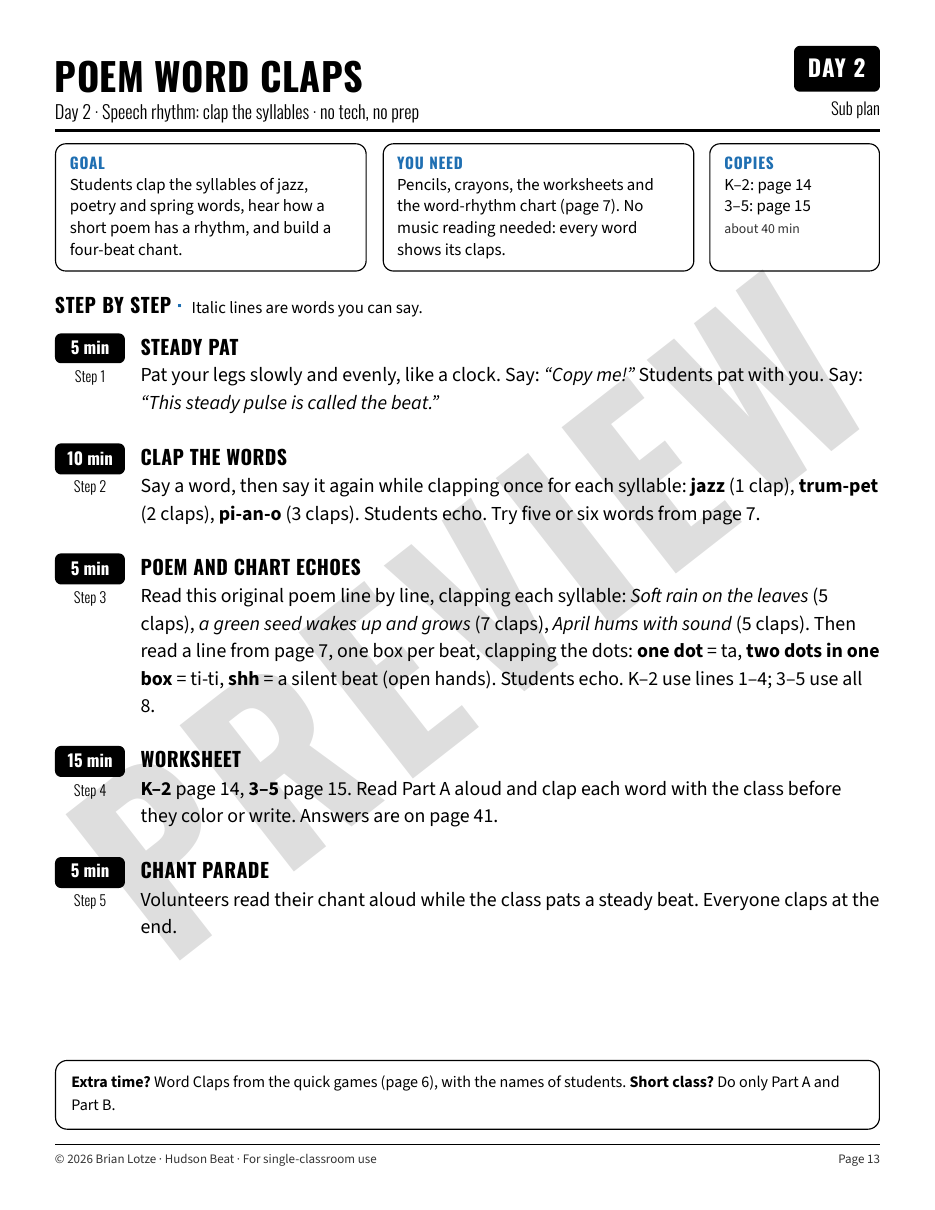 POEM WORD CLAPS
DAY 2
Day 2 · Speech rhythm: clap the syllables · no tech, no prep
Sub plan
GOAL
Students clap the syllables of jazz,
poetry and spring words, hear how a
short poem has a rhythm, and build a
four-beat chant.
YOU NEED
Pencils, crayons, the worksheets and
the word-rhythm chart (page 7). No
music reading needed: every word
shows its claps.
COPIES
K–2: page 14
3–5: page 15
about 40 min
STEP BY STEP · Italic lines are words you can say.
5 min
Step 1
STEADY PAT
Pat your legs slowly and evenly, like a clock. Say: “Copy me!” Students pat with you. Say:
“This steady pulse is called the beat.”
10 min
Step 2
CLAP THE WORDS
Say a word, then say it again while clapping once for each syllable: jazz (1 clap), trum-pet
(2 claps), pi-an-o (3 claps). Students echo. Try five or six words from page 7.
5 min
Step 3
POEM AND CHART ECHOES
Read this original poem line by line, clapping each syllable: Soft rain on the leaves (5
claps), a green seed wakes up and grows (7 claps), April hums with sound (5 claps). Then
read a line from page 7, one box per beat, clapping the dots: one dot = ta, two dots in one
box = ti-ti, shh = a silent beat (open hands). Students echo. K–2 use lines 1–4; 3–5 use all
8.
15 min
Step 4
WORKSHEET
K–2 page 14, 3–5 page 15. Read Part A aloud and clap each word with the class before
they color or write. Answers are on page 41.
5 min
Step 5
CHANT PARADE
Volunteers read their chant aloud while the class pats a steady beat. Everyone claps at the
end.
PREVIEW
Extra time? Word Claps from the quick games (page 6), with the names of students. Short class? Do only Part A and
Part B.
© 2026 Brian Lotze · Hudson Beat · For single-classroom use
Page 13